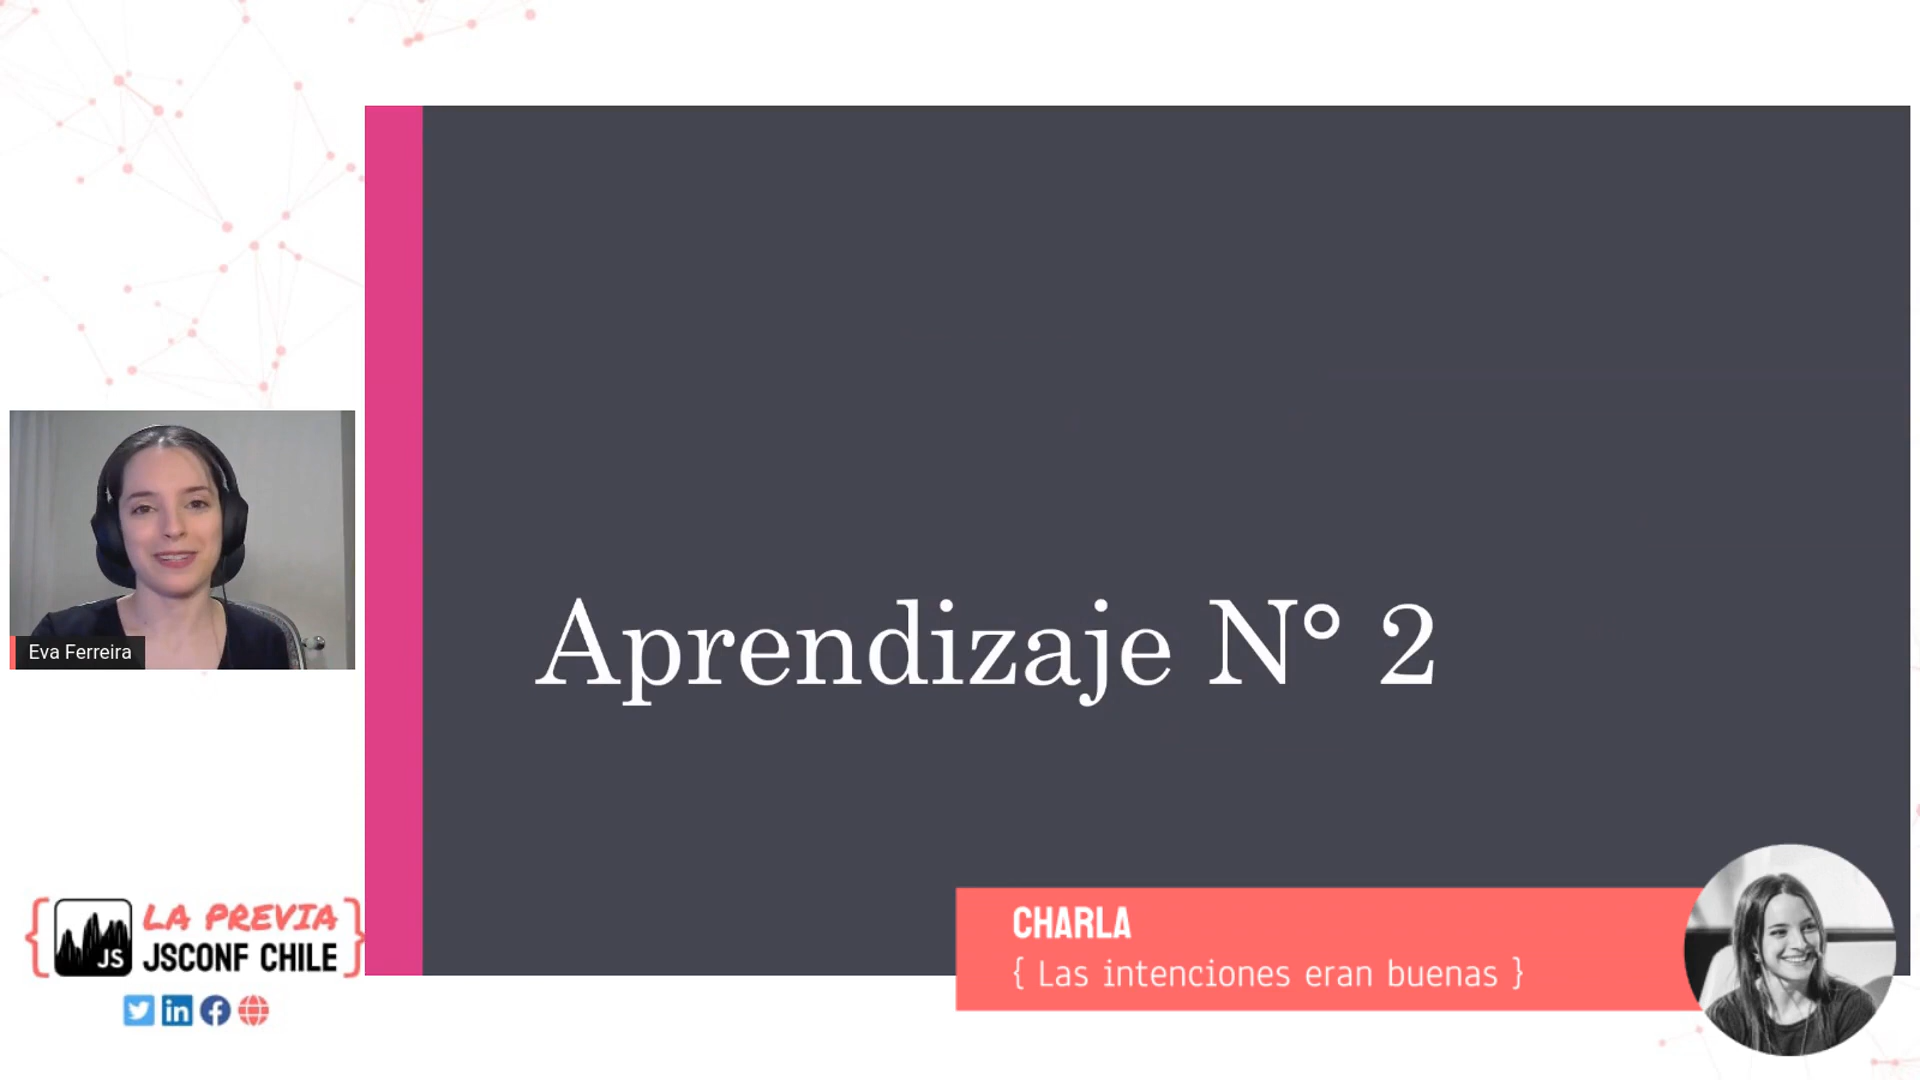 Aprendizaje N° 2
Eva Ferreira
{ JS LA PREVIA
JSCONF CHILE }
CHARLA
{ Las intenciones eran buenas }